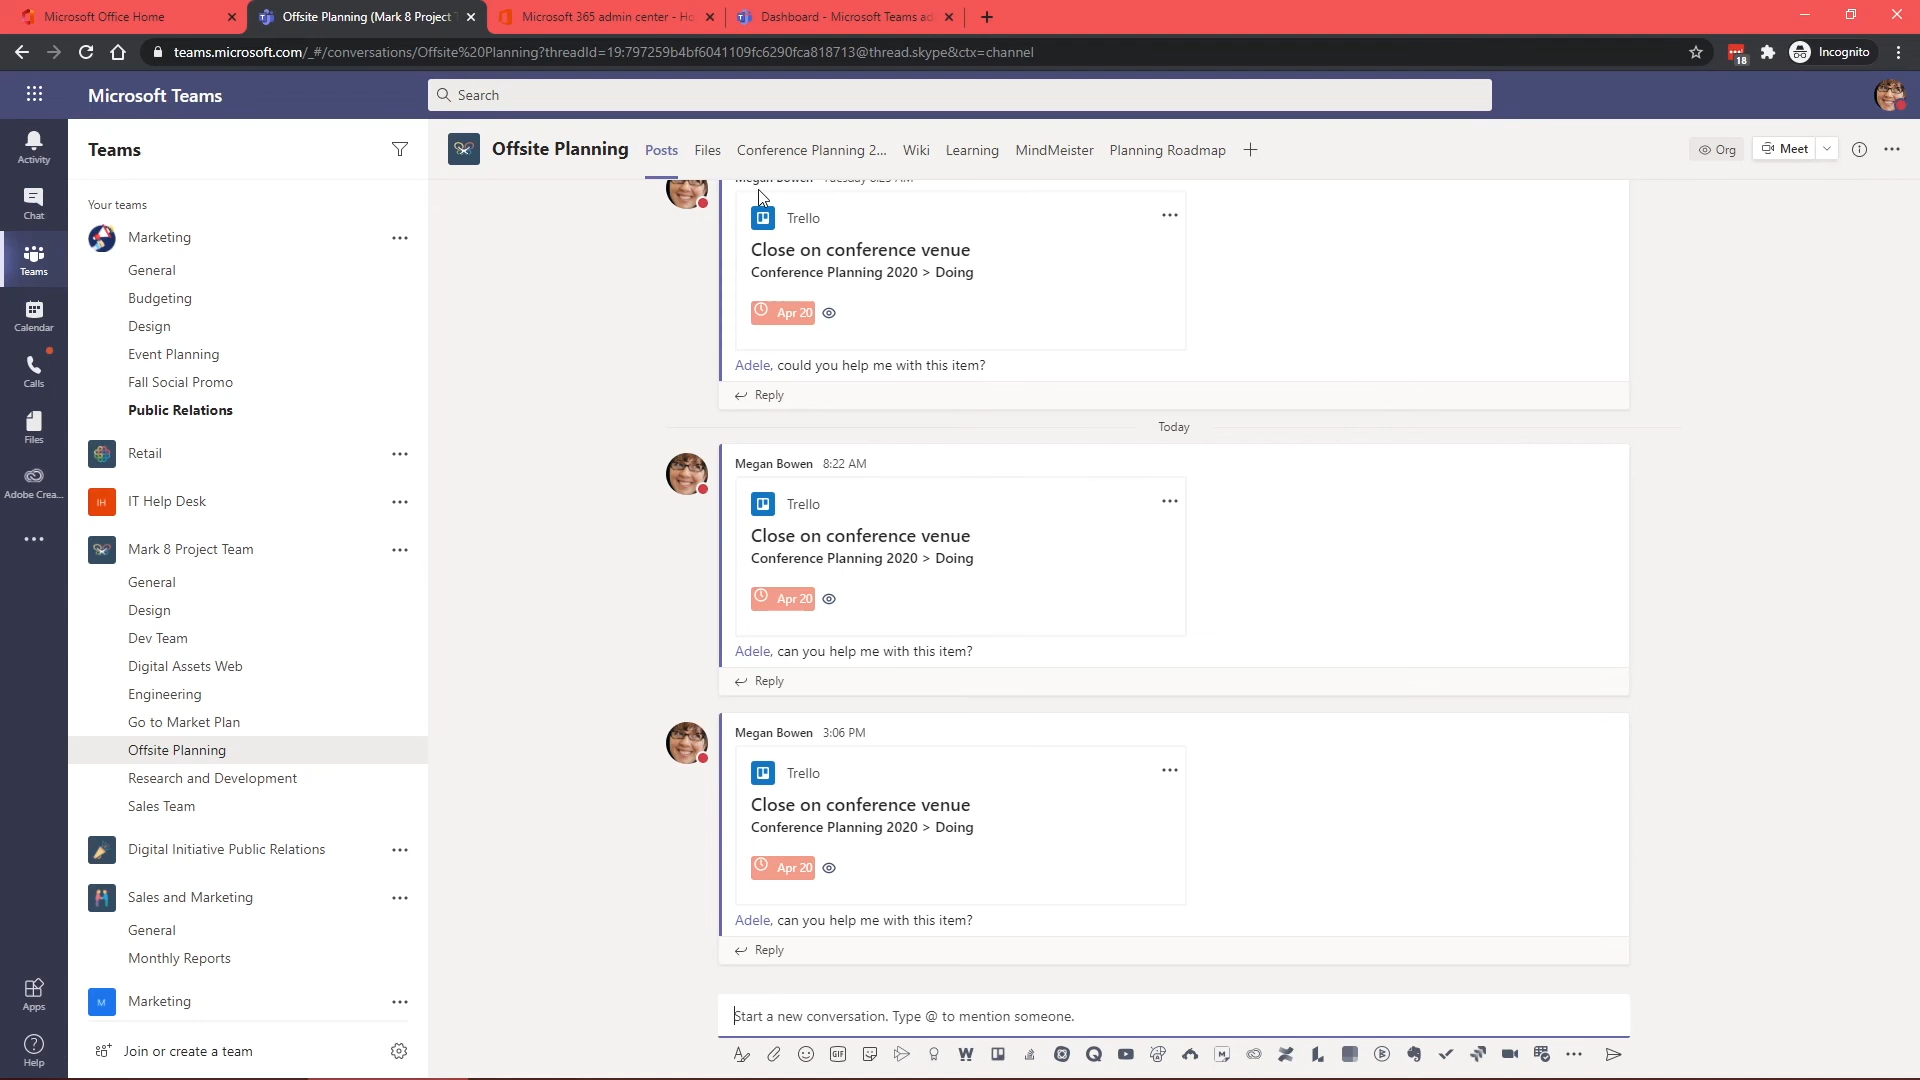 Microsoft Office Home
Offsite Planning (Mark 8 Project T
Microsoft 365 admin center - Ho
Dashboard - Microsoft Teams ad
teams.microsoft.com/_#/conversations/Offsite%20Planning?threadId=19:797259b4bf6041109fc6290fca818713@thread.skype&ctx=channel
18
Incognito
Microsoft Teams
Search
Activity
Chat
Teams
Calendar
Calls
Files
Adobe Crea...
Apps
Help
Teams
Your teams
Marketing
General
Budgeting
Design
Event Planning
Fall Social Promo
Public Relations
Retail
IH
IT Help Desk
Mark 8 Project Team
General
Design
Dev Team
Digital Assets Web
Engineering
Go to Market Plan
Offsite Planning
Research and Development
Sales Team
Digital Initiative Public Relations
Sales and Marketing
General
Monthly Reports
M
Marketing
Join or create a team
Offsite Planning
Posts Files Conference Planning 2... Wiki Learning MindMeister Planning Roadmap
Org
Meet
Megan Bowen Tuesday 8:25 AM
Trello
Close on conference venue
Conference Planning 2020 > Doing
Apr 20
Adele, could you help me with this item?
Reply
Today
Megan Bowen 8:22 AM
Trello
Close on conference venue
Conference Planning 2020 > Doing
Apr 20
Adele, can you help me with this item?
Reply
Megan Bowen 3:06 PM
Trello
Close on conference venue
Conference Planning 2020 > Doing
Apr 20
Adele, can you help me with this item?
Reply
Start a new conversation. Type @ to mention someone.
GIF